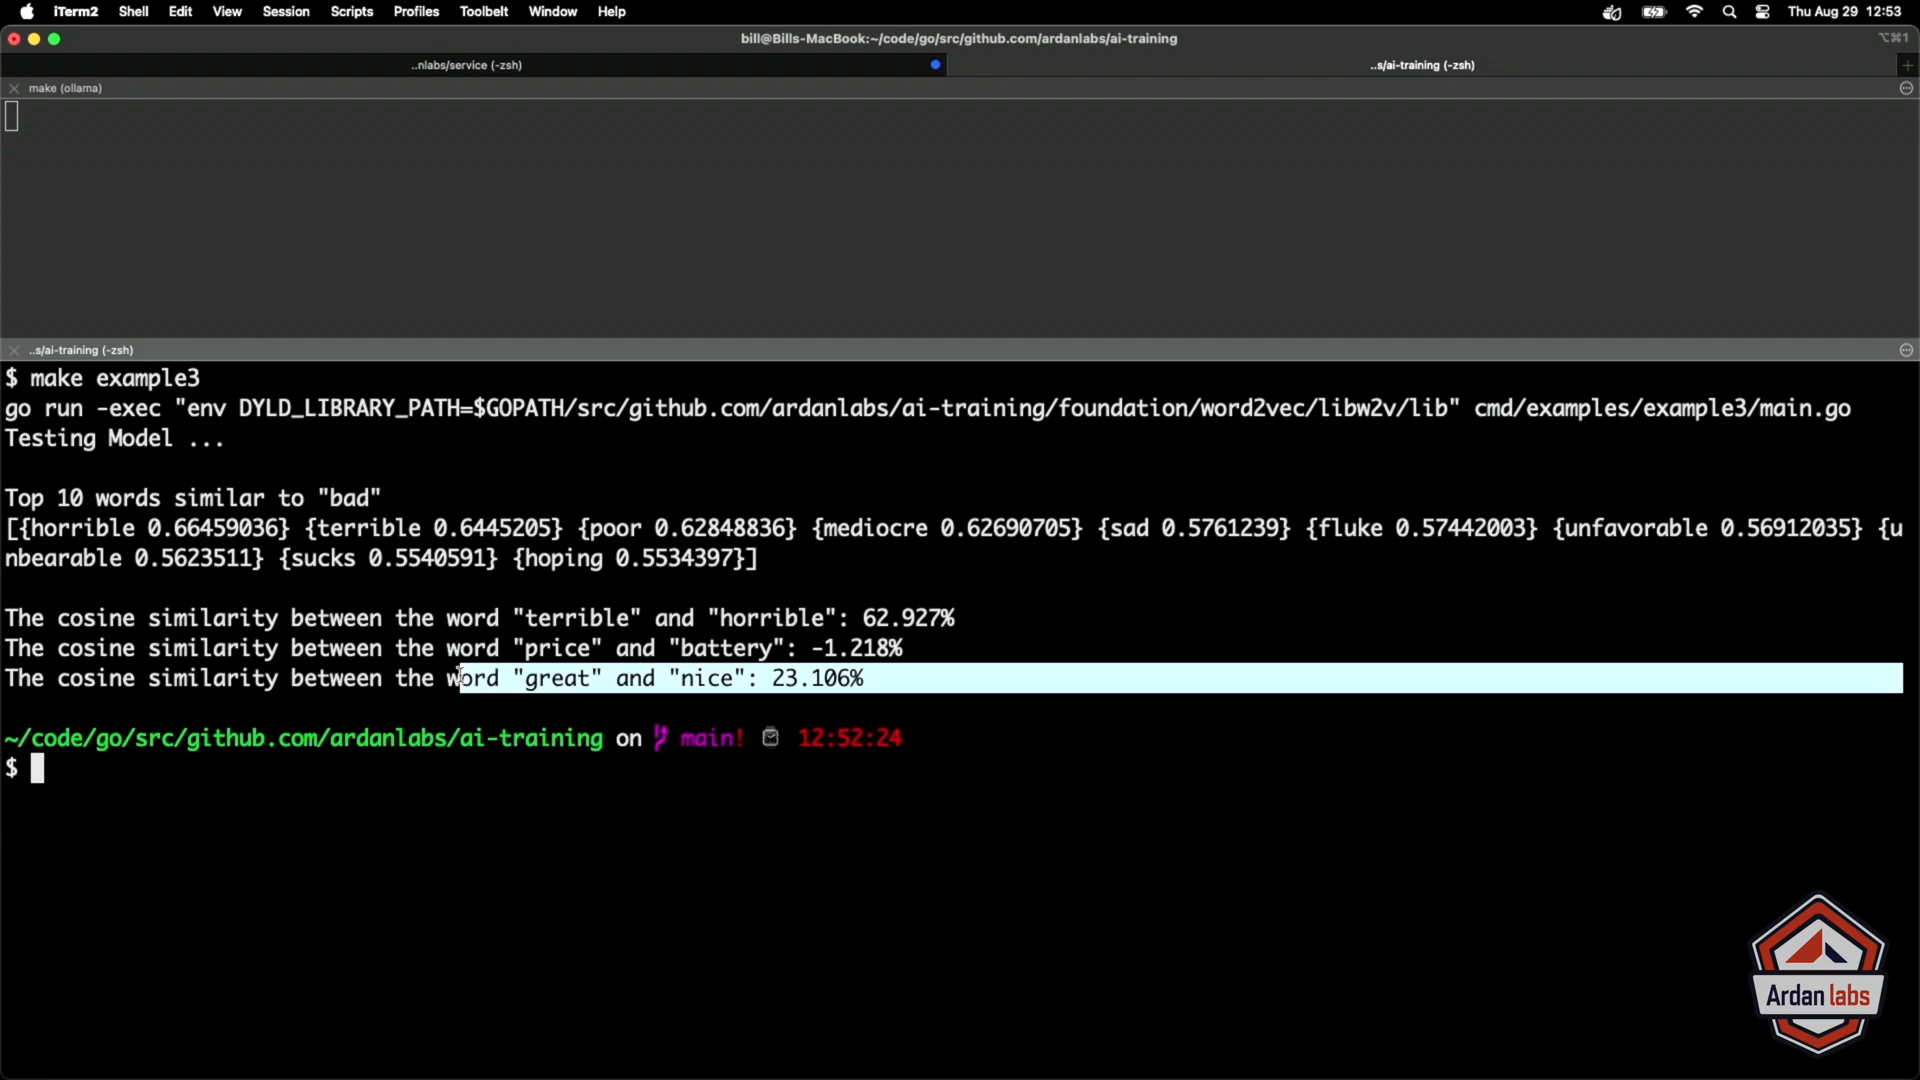 iTerm2 Shell Edit View Session Scripts Profiles Toolbelt Window Help Thu Aug 29 12:53
bill@Bills-MacBook:~/code/go/src/github.com/ardanlabs/ai-training ⌥⌘1
..nlabs/service (-zsh) ..s/ai-training (-zsh)
make (ollama)
..s/ai-training (-zsh)
$ make example3
go run -exec "env DYLD_LIBRARY_PATH=$GOPATH/src/github.com/ardanlabs/ai-training/foundation/word2vec/libw2v/lib" cmd/examples/example3/main.go
Testing Model ...
Top 10 words similar to "bad"
[{horrible 0.66459036} {terrible 0.6445205} {poor 0.62848836} {mediocre 0.62690705} {sad 0.5761239} {fluke 0.57442003} {unfavorable 0.56912035} {u
nbearable 0.5623511} {sucks 0.5540591} {hoping 0.5534397}]
The cosine similarity between the word "terrible" and "horrible": 62.927%
The cosine similarity between the word "price" and "battery": -1.218%
The cosine similarity between the word "great" and "nice": 23.106%
~/code/go/src/github.com/ardanlabs/ai-training on main! 12:52:24
$
Ardan labs